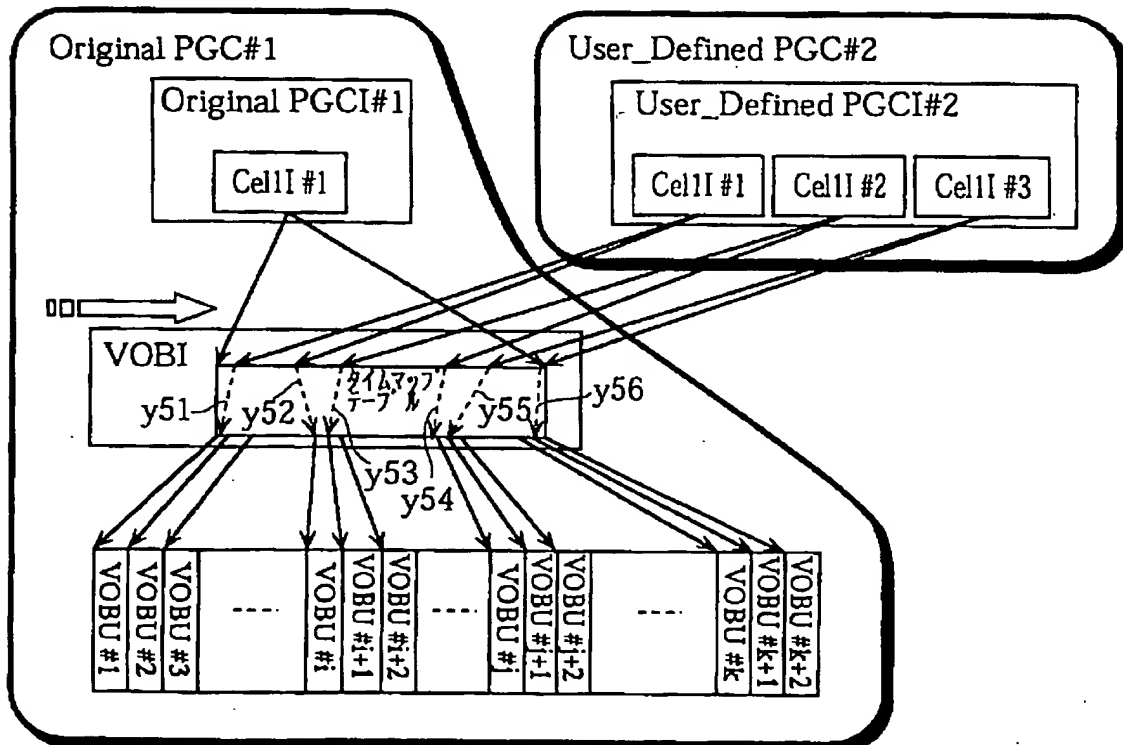 Original PGC#1
User_Defined PGC#2
Original PGCI#1
User_Defined PGCI#2
CellI #1
CellI #1
CellI #2
CellI #3
VOBI
タイムマップ
テーブル
y51
y52
y53
y54
y55
y56
VOBU #1
VOBU #2
VOBU #3
VOBU #i
VOBU #i+1
VOBU #i+2
VOBU #j
VOBU #j+1
VOBU #j+2
VOBU #k
VOBU #k+1
VOBU #k+2